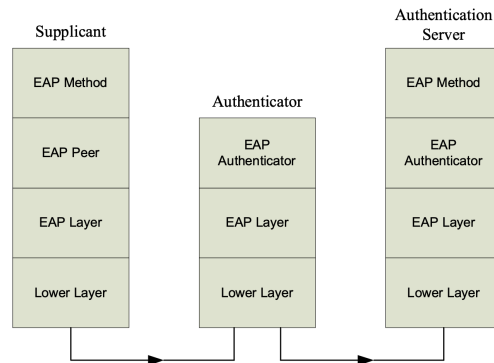 Supplicant
EAP Method
EAP Peer
EAP Layer
Lower Layer
Authenticator
EAP
Authenticator
EAP Layer
Lower Layer
Authentication
Server
EAP Method
EAP
Authenticator
EAP Layer
Lower Layer